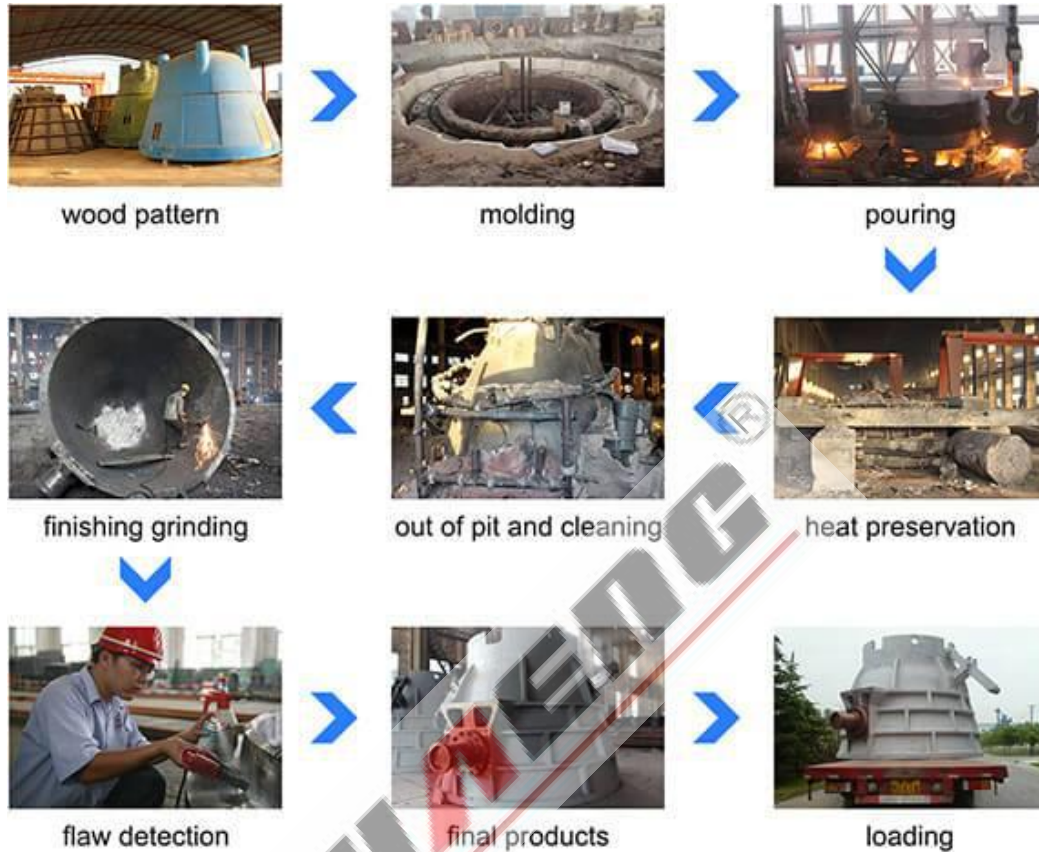 wood pattern
molding
pouring
finishing grinding
out of pit and cleaning
heat preservation
flaw detection
final products
loading
®